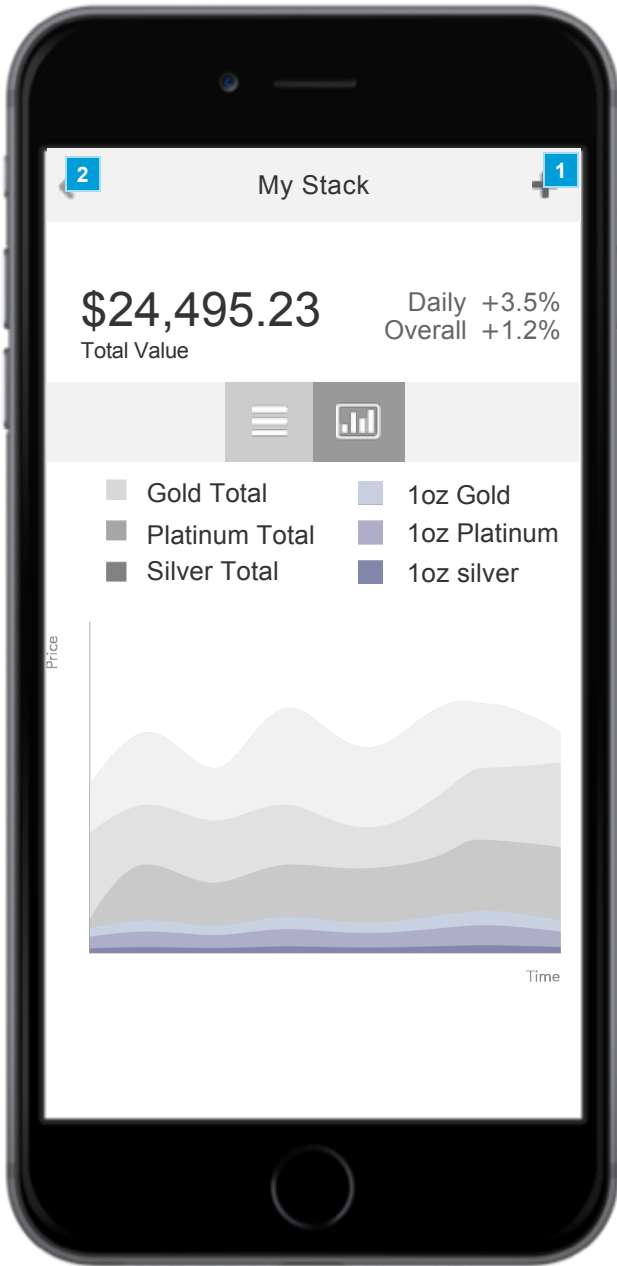 2
My Stack
1
$24,495.23
Total Value
Daily +3.5%
Overall +1.2%
Gold Total
Platinum Total
Silver Total
1oz Gold
1oz Platinum
1oz silver
Price
Time